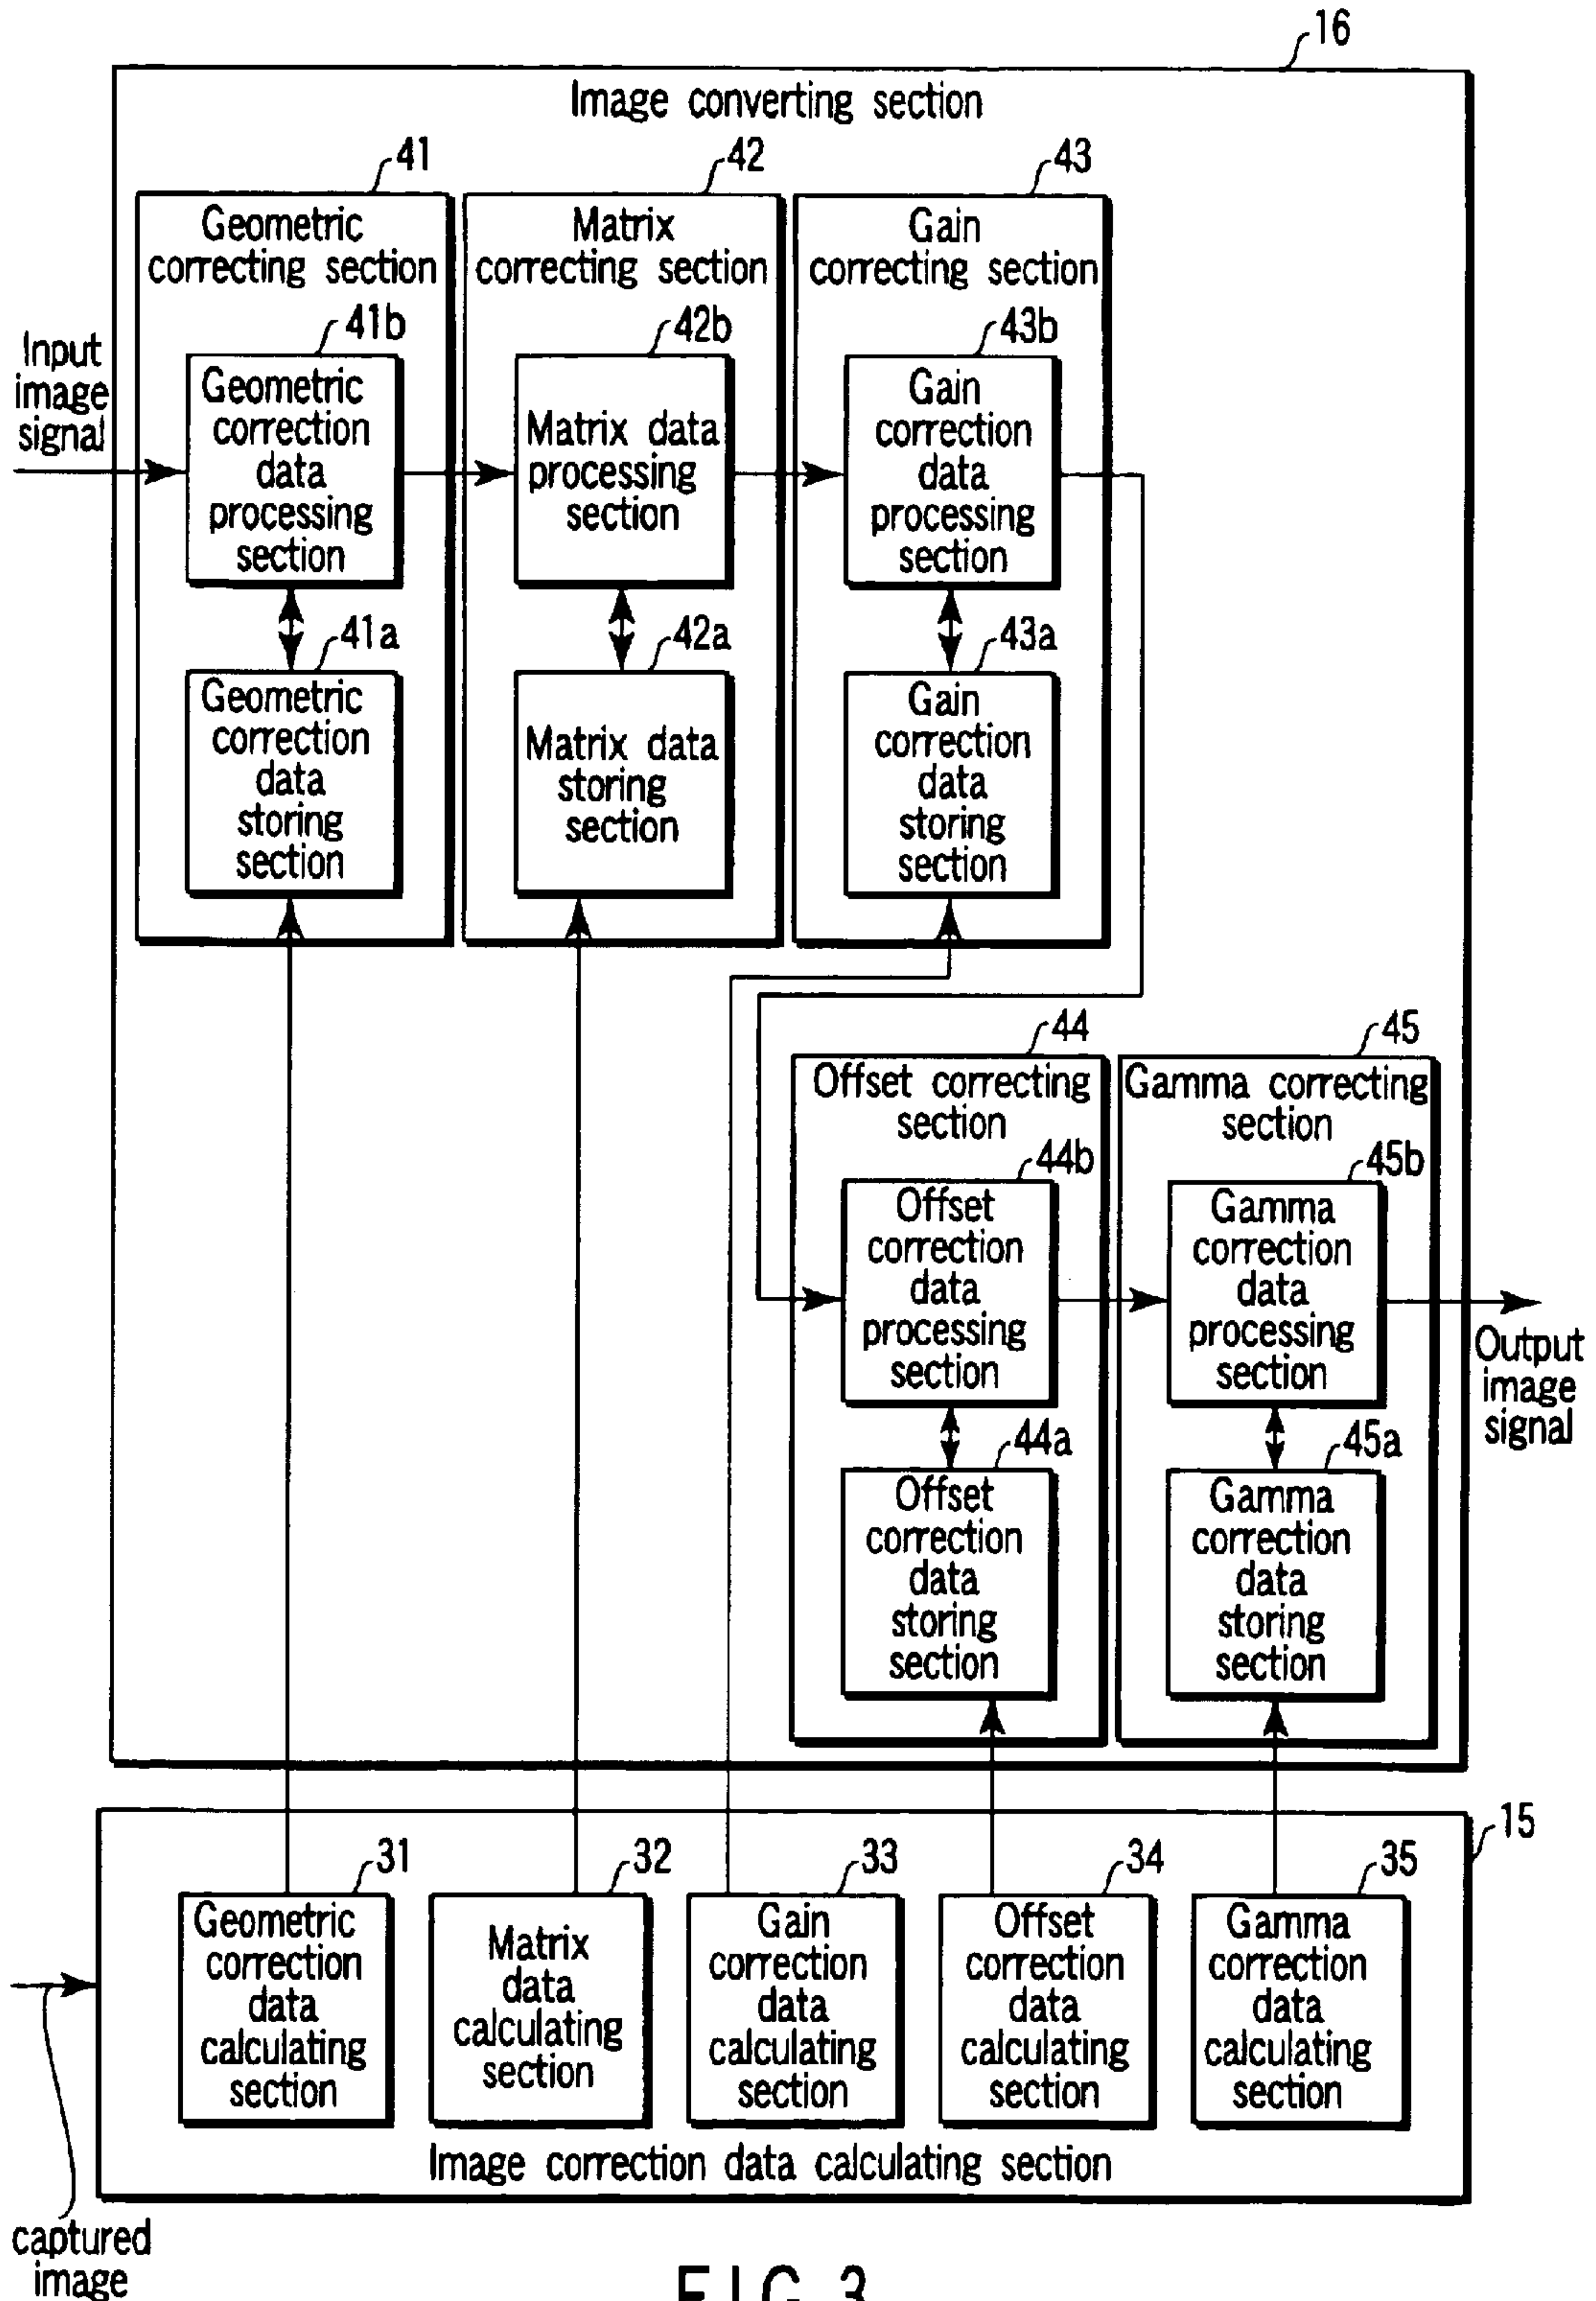 16
Image converting section
41
42
43
Geometric
correcting section
Matrix
correcting section
Gain
correcting section
Input
image
signal
41b
Geometric
correction
data
processing
section
42b
Matrix data
processing
section
43b
Gain
correction
data
processing
section
41a
Geometric
correction
data
storing
section
42a
Matrix data
storing
section
43a
Gain
correction
data
storing
section
44
45
Offset correcting
section
Gamma correcting
section
44b
Offset
correction
data
processing
section
45b
Gamma
correction
data
processing
section
Output
image
signal
44a
Offset
correction
data
storing
section
45a
Gamma
correction
data
storing
section
15
31
Geometric
correction
data
calculating
section
32
Matrix
data
calculating
section
33
Gain
correction
data
calculating
section
34
Offset
correction
data
calculating
section
35
Gamma
correction
data
calculating
section
Image correction data calculating section
captured
image
FIG. 3